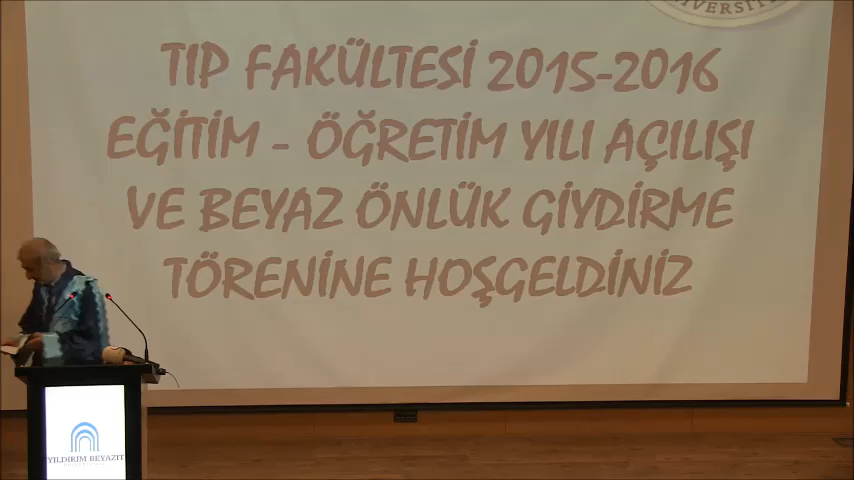 UNIVERSITE
TIP FAKÜLTESİ 2015-2016
EĞİTİM - ÖĞRETİM YILI AÇILIŞI
VE BEYAZ ÖNLÜK GİYDİRME
TÖRENİNE HOŞGELDİNİZ
YILDIRIM BEYAZIT